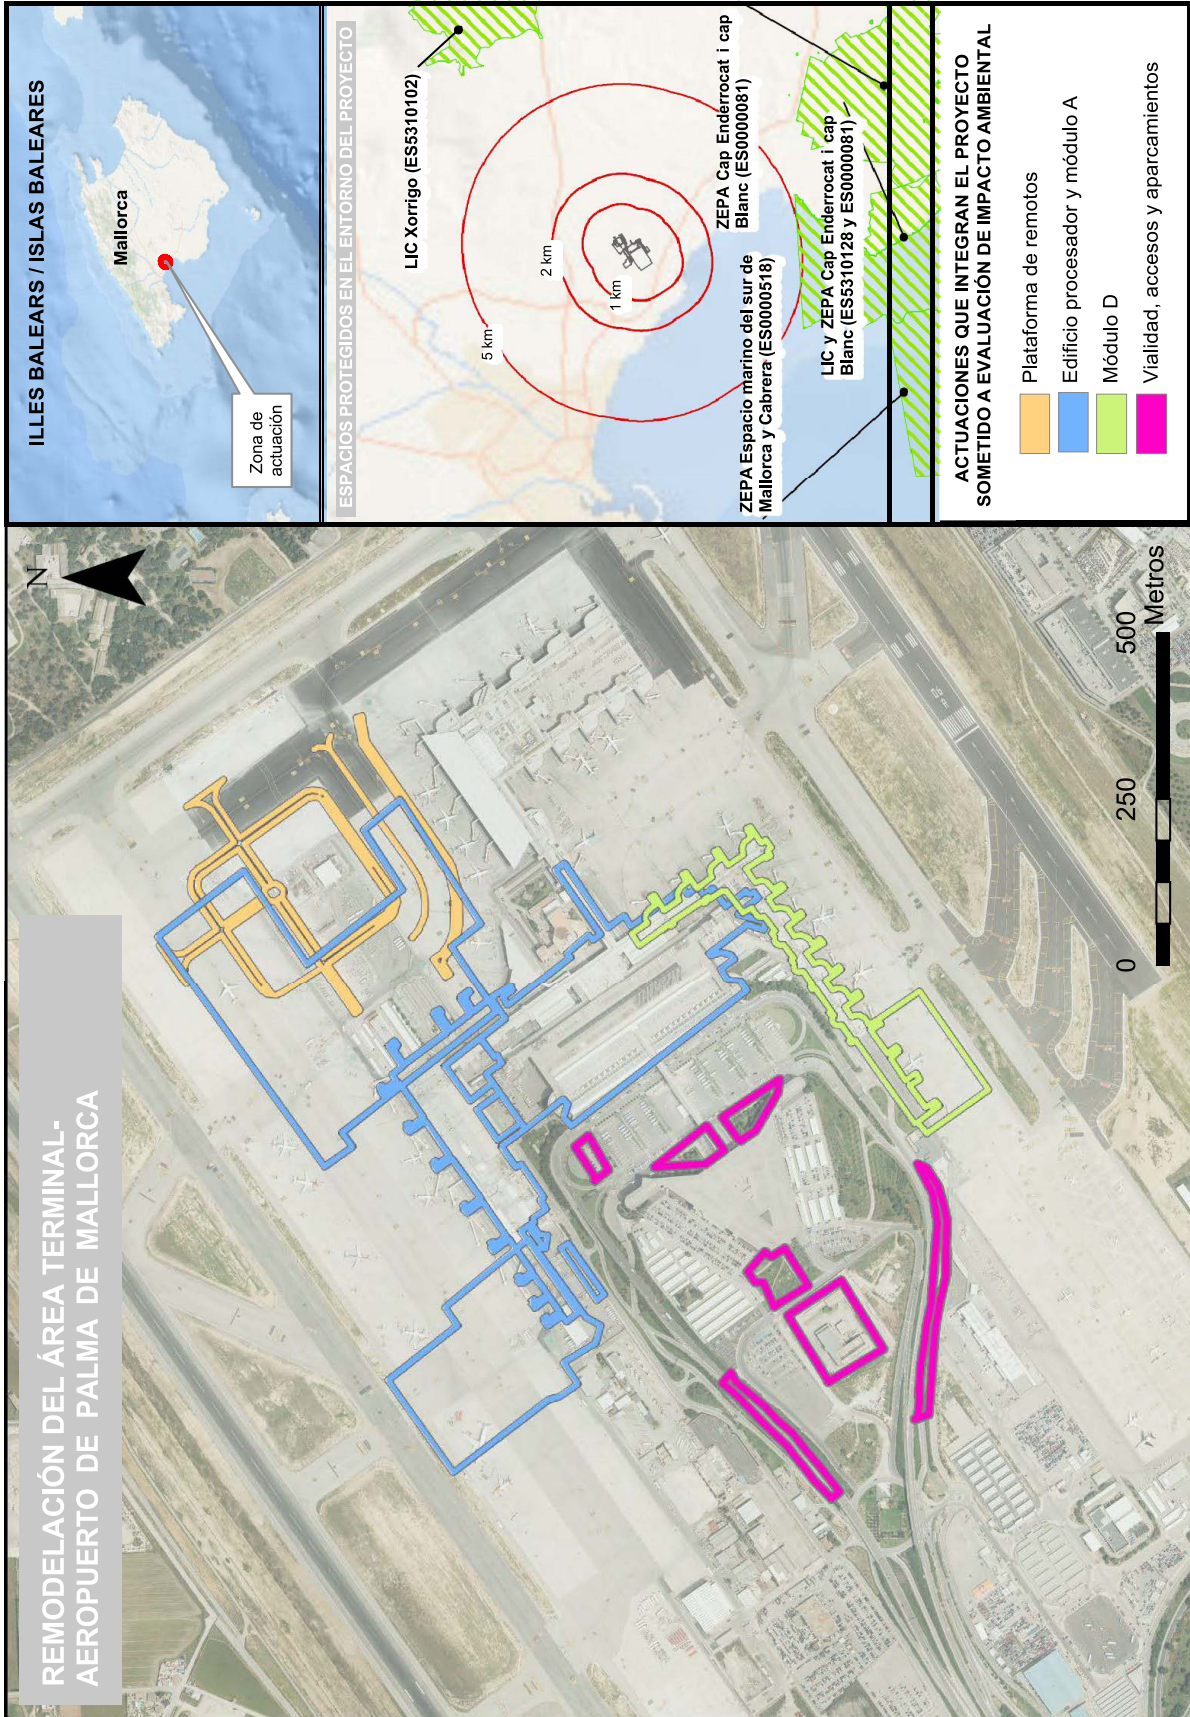 REMODELACIÓN DEL ÁREA TERMINAL-
AEROPUERTO DE PALMA DE MALLORCA
N
0
250
500
Metros
ILLES BALEARS / ISLAS BALEARES
Mallorca
Zona de
actuación
ESPACIOS PROTEGIDOS EN EL ENTORNO DEL PROYECTO
LIC Xorrigo (ES5310102)
5 km
2 km
1 km
ZEPA Cap Enderrocat i cap
Blanc (ES0000081)
ZEPA Espacio marino del sur de
Mallorca y Cabrera (ES0000518)
LIC y ZEPA Cap Enderrocat i cap
Blanc (ES5310128 y ES0000081)
ACTUACIONES QUE INTEGRAN EL PROYECTO
SOMETIDO A EVALUACIÓN DE IMPACTO AMBIENTAL
Plataforma de remotos
Edificio procesador y módulo A
Módulo D
Vialidad, accesos y aparcamientos